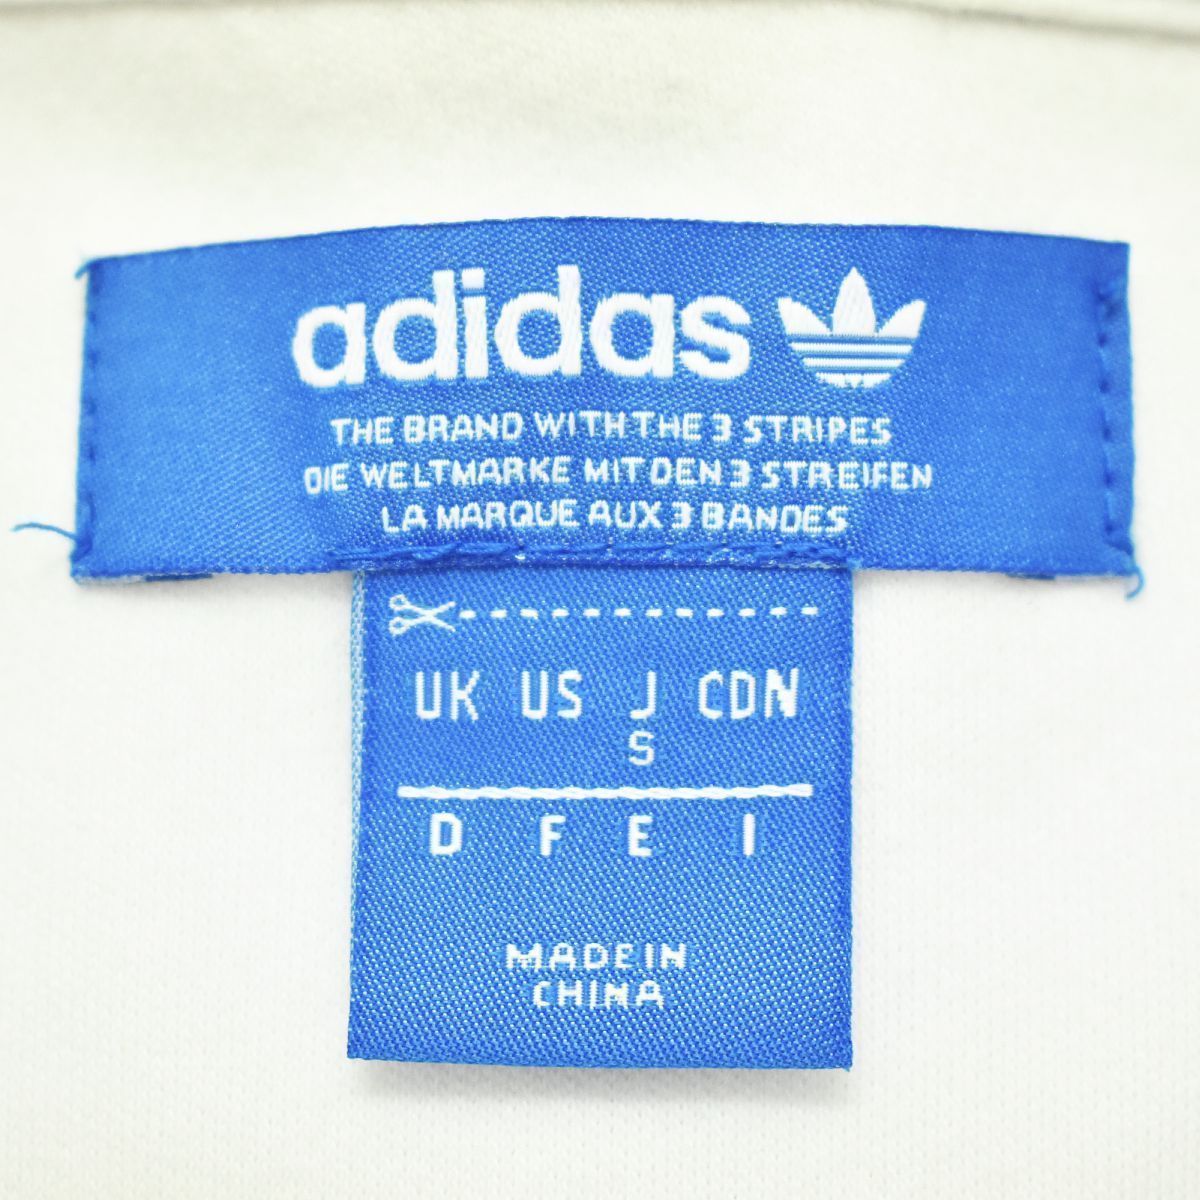 adidas
THE BRAND WITH THE 3 STRIPES
DIE WELTMARKE MIT DEN 3 STREIFEN
LA MARQUE AUX 3 BANDES
UK US J CDN
S
D F E I
MADE IN
CHINA